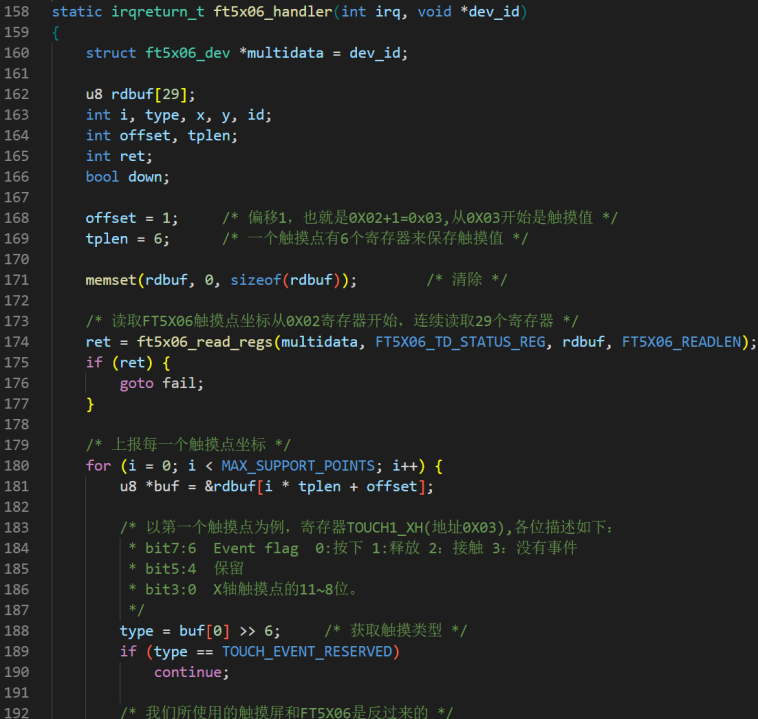 158 static irqreturn_t ft5x06_handler(int irq, void *dev_id)
159 {
160     struct ft5x06_dev *multidata = dev_id;
161
162     u8 rdbuf[29];
163     int i, type, x, y, id;
164     int offset, tplen;
165     int ret;
166     bool down;
167
168     offset = 1;     /* 偏移1，也就是0X02+1=0x03,从0X03开始是触摸值 */
169     tplen = 6;      /* 一个触摸点有6个寄存器来保存触摸值 */
170
171     memset(rdbuf, 0, sizeof(rdbuf));        /* 清除 */
172
173     /* 读取FT5X06触摸点坐标从0X02寄存器开始，连续读取29个寄存器 */
174     ret = ft5x06_read_regs(multidata, FT5X06_TD_STATUS_REG, rdbuf, FT5X06_READLEN);
175     if (ret) {
176         goto fail;
177     }
178
179     /* 上报每一个触摸点坐标 */
180     for (i = 0; i < MAX_SUPPORT_POINTS; i++) {
181         u8 *buf = &rdbuf[i * tplen + offset];
182
183         /* 以第一个触摸点为例，寄存器TOUCH1_XH(地址0X03),各位描述如下：
184          * bit7:6  Event flag  0:按下 1:释放 2：接触 3：没有事件
185          * bit5:4  保留
186          * bit3:0  X轴触摸点的11~8位。
187          */
188         type = buf[0] >> 6;     /* 获取触摸类型 */
189         if (type == TOUCH_EVENT_RESERVED)
190             continue;
191
192         /* 我们所使用的触摸屏和FT5X06是反过来的 */